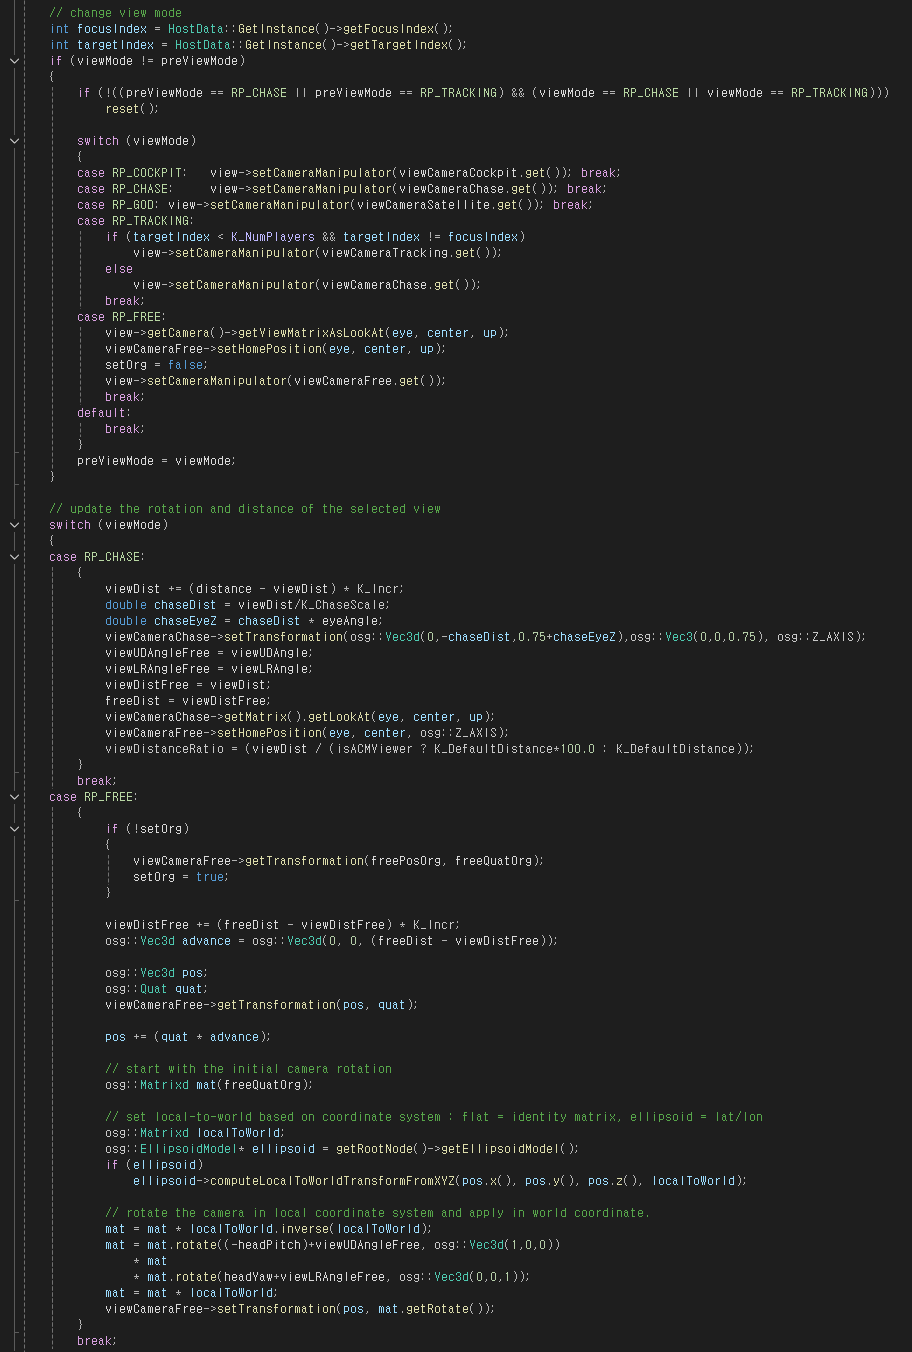 // change view mode
int focusIndex = HostData::GetInstance()->getFocusIndex();
int targetIndex = HostData::GetInstance()->getTargetIndex();
if (viewMode != preViewMode)
{
    if (!((preViewMode == RP_CHASE || preViewMode == RP_TRACKING) && (viewMode == RP_CHASE || viewMode == RP_TRACKING)))
        reset();

    switch (viewMode)
    {
    case RP_COCKPIT:   view->setCameraManipulator(viewCameraCockpit.get()); break;
    case RP_CHASE:     view->setCameraManipulator(viewCameraChase.get()); break;
    case RP_GOD: view->setCameraManipulator(viewCameraSatellite.get()); break;
    case RP_TRACKING:
        if (targetIndex < K_NumPlayers && targetIndex != focusIndex)
            view->setCameraManipulator(viewCameraTracking.get());
        else
            view->setCameraManipulator(viewCameraChase.get());
        break;
    case RP_FREE:
        view->getCamera()->getViewMatrixAsLookAt(eye, center, up);
        viewCameraFree->setHomePosition(eye, center, up);
        setOrg = false;
        view->setCameraManipulator(viewCameraFree.get());
        break;
    default:
        break;
    }
    preViewMode = viewMode;
}

// update the rotation and distance of the selected view
switch (viewMode)
{
case RP_CHASE:
    {
        viewDist += (distance - viewDist) * K_Incr;
        double chaseDist = viewDist/K_ChaseScale;
        double chaseEyeZ = chaseDist * eyeAngle;
        viewCameraChase->setTransformation(osg::Vec3d(0,-chaseDist,0.75+chaseEyeZ),osg::Vec3(0,0,0.75), osg::Z_AXIS);
        viewUDAngleFree = viewUDAngle;
        viewLRAngleFree = viewLRAngle;
        viewDistFree = viewDist;
        freeDist = viewDistFree;
        viewCameraChase->getMatrix().getLookAt(eye, center, up);
        viewCameraFree->setHomePosition(eye, center, osg::Z_AXIS);
        viewDistanceRatio = (viewDist / (isACMViewer ? K_DefaultDistance*100.0 : K_DefaultDistance));
    }
    break;
case RP_FREE:
    {
        if (!setOrg)
        {
            viewCameraFree->getTransformation(freePosOrg, freeQuatOrg);
            setOrg = true;
        }

        viewDistFree += (freeDist - viewDistFree) * K_Incr;
        osg::Vec3d advance = osg::Vec3d(0, 0, (freeDist - viewDistFree));

        osg::Vec3d pos;
        osg::Quat quat;
        viewCameraFree->getTransformation(pos, quat);

        pos += (quat * advance);

        // start with the initial camera rotation
        osg::Matrixd mat(freeQuatOrg);

        // set local-to-world based on coordinate system : flat = identity matrix, ellipsoid = lat/lon
        osg::Matrixd localToWorld;
        osg::EllipsoidModel* ellipsoid = getRootNode()->getEllipsoidModel();
        if (ellipsoid)
            ellipsoid->computeLocalToWorldTransformFromXYZ(pos.x(), pos.y(), pos.z(), localToWorld);

        // rotate the camera in local coordinate system and apply in world coordinate.
        mat = mat * localToWorld.inverse(localToWorld);
        mat = mat.rotate((-headPitch)+viewUDAngleFree, osg::Vec3d(1,0,0))
            * mat
            * mat.rotate(headYaw+viewLRAngleFree, osg::Vec3d(0,0,1));
        mat = mat * localToWorld;
        viewCameraFree->setTransformation(pos, mat.getRotate());
    }
    break;